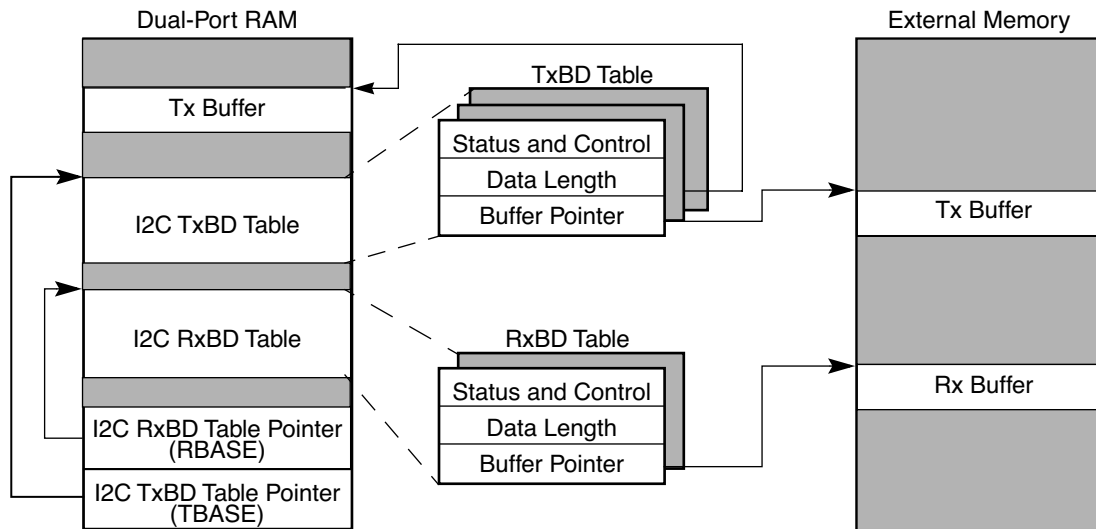 Dual-Port RAM
Tx Buffer
I2C TxBD Table
I2C RxBD Table
I2C RxBD Table Pointer
(RBASE)
I2C TxBD Table Pointer
(TBASE)
TxBD Table
Status and Control
Data Length
Buffer Pointer
RxBD Table
Status and Control
Data Length
Buffer Pointer
External Memory
Tx Buffer
Rx Buffer